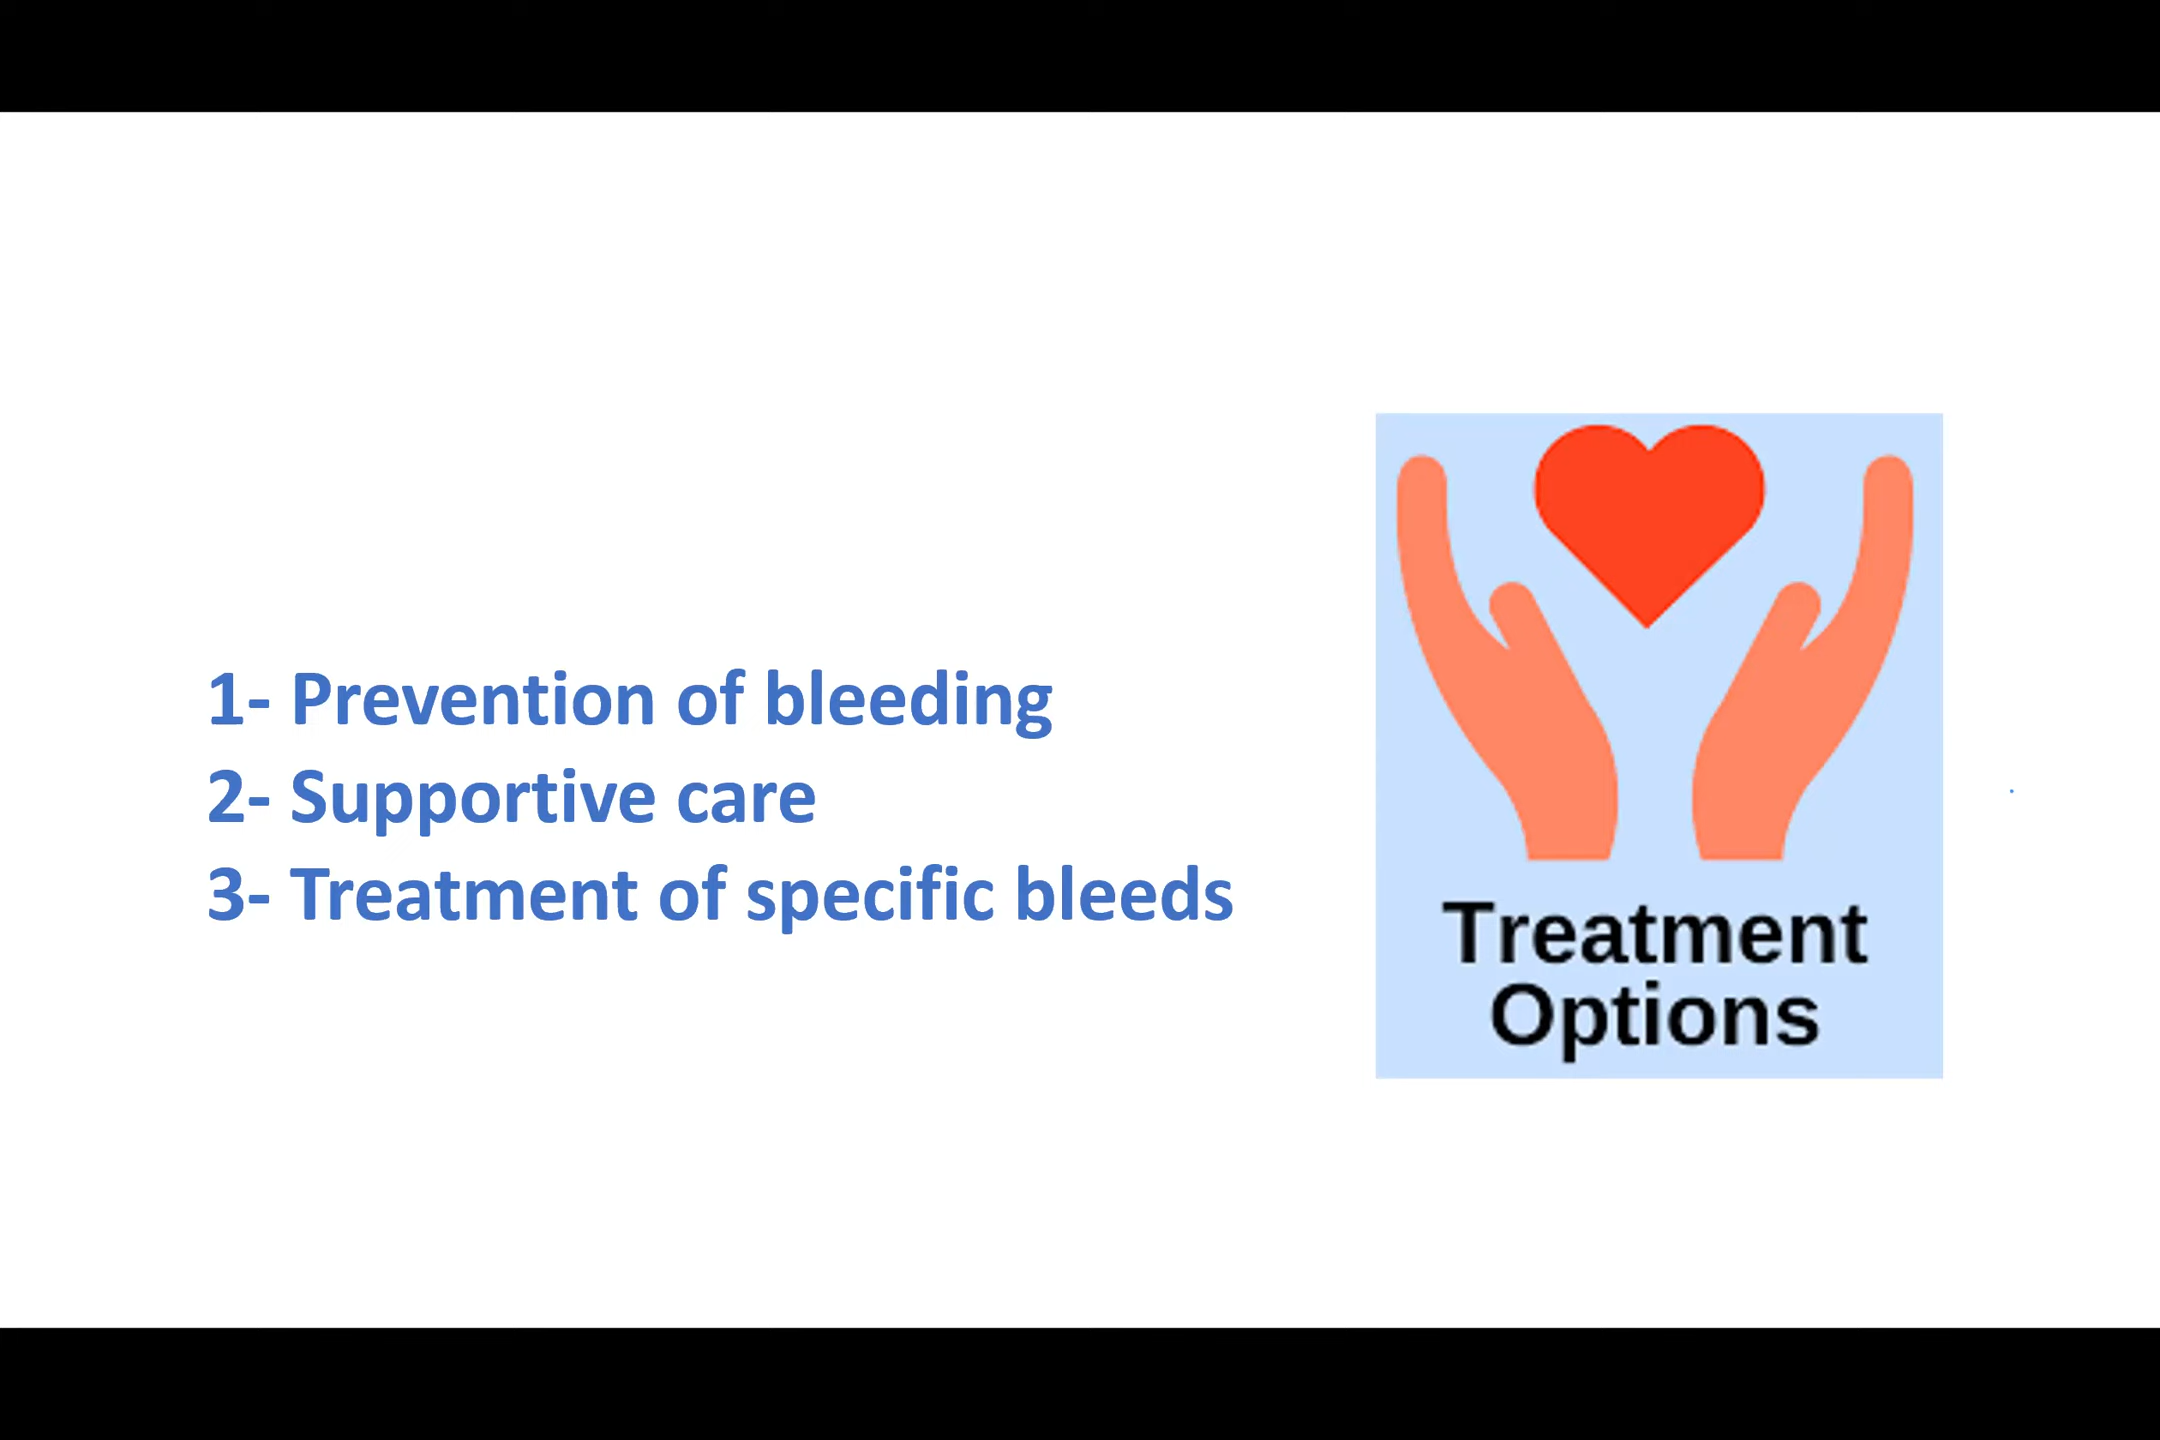 1- Prevention of bleeding
2- Supportive care
3- Treatment of specific bleeds
Treatment
Options